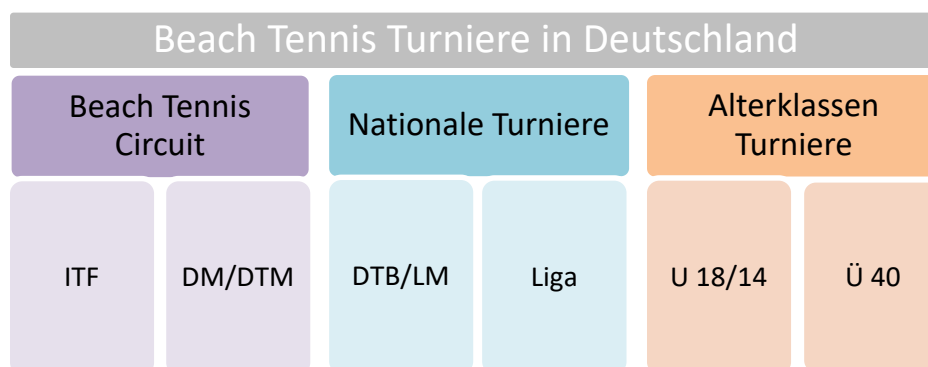 Beach Tennis Turniere in Deutschland
Beach Tennis
Circuit
Nationale Turniere
Alterklassen
Turniere
ITF
DM/DTM
DTB/LM
Liga
U 18/14
Ü 40